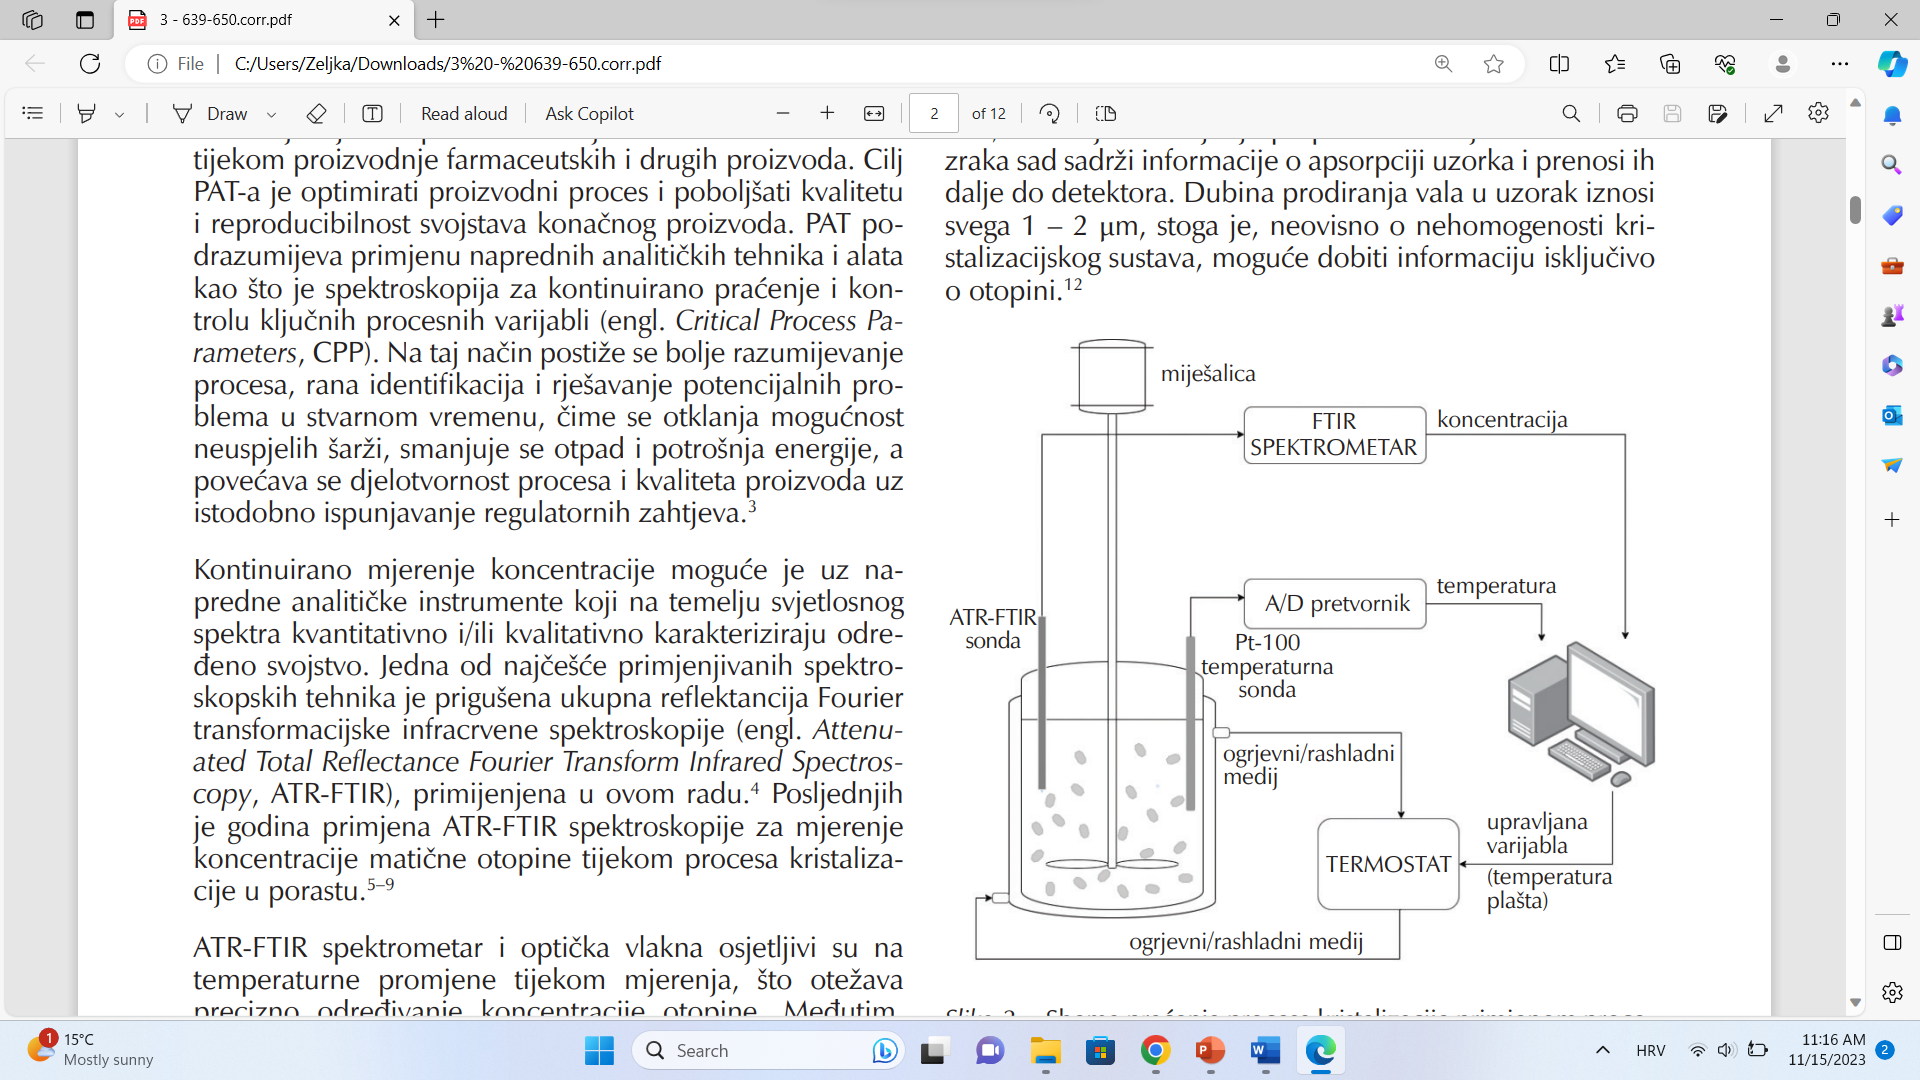 3 - 639-650.corr.pdf
File
C:/Users/Zeljka/Downloads/3%20-%20639-650.corr.pdf
Draw
Read aloud
Ask Copilot
2
of 12
tijekom proizvodnje farmaceutskih i drugih proizvoda. Cilj
PAT-a je optimirati proizvodni proces i poboljšati kvalitetu
i reproducibilnost svojstava konačnog proizvoda. PAT po-
drazumijeva primjenu naprednih analitičkih tehnika i alata
kao što je spektroskopija za kontinuirano praćenje i kon-
trolu ključnih procesnih varijabli (engl. Critical Process Pa-
rameters, CPP). Na taj način postiže se bolje razumijevanje
procesa, rana identifikacija i rješavanje potencijalnih pro-
blema u stvarnom vremenu, čime se otklanja mogućnost
neuspjelih šarži, smanjuje se otpad i potrošnja energije, a
povećava se djelotvornost procesa i kvaliteta proizvoda uz
istodobno ispunjavanje regulatornih zahtjeva.³
Kontinuirano mjerenje koncentracije moguće je uz na-
predne analitičke instrumente koji na temelju svjetlosnog
spektra kvantitativno i/ili kvalitativno karakteriziraju odre-
đeno svojstvo. Jedna od najčešće primjenjivanih spektro-
skopskih tehnika je prigušena ukupna reflektancija Fourier
transformacijske infracrvene spektroskopije (engl. Attenu-
ated Total Reflectance Fourier Transform Infrared Spectros-
copy, ATR-FTIR), primijenjena u ovom radu.⁴ Posljednjih
je godina primjena ATR-FTIR spektroskopije za mjerenje
koncentracije matične otopine tijekom procesa kristaliza-
cije u porastu.⁵⁻⁹
ATR-FTIR spektrometar i optička vlakna osjetljivi su na
temperaturne promjene tijekom mjerenja, što otežava
precizno određivanje koncentracije otopine. Međutim,
zraka sad sadrži informacije o apsorpciji uzorka i prenosi ih
dalje do detektora. Dubina prodiranja vala u uzorak iznosi
svega 1 – 2 μm, stoga je, neovisno o nehomogenosti kri-
stalizacijskog sustava, moguće dobiti informaciju isključivo
o otopini.¹²
miješalica
FTIR
SPEKTROMETAR
koncentracija
A/D pretvornik
temperatura
ATR-FTIR
sonda
Pt-100
temperaturna
sonda
ogrjevni/rashladni
medij
TERMOSTAT
upravljana
varijabla
(temperatura
plašta)
ogrjevni/rashladni medij
1
15°C
Mostly sunny
Search
HRV
11:16 AM
11/15/2023
2